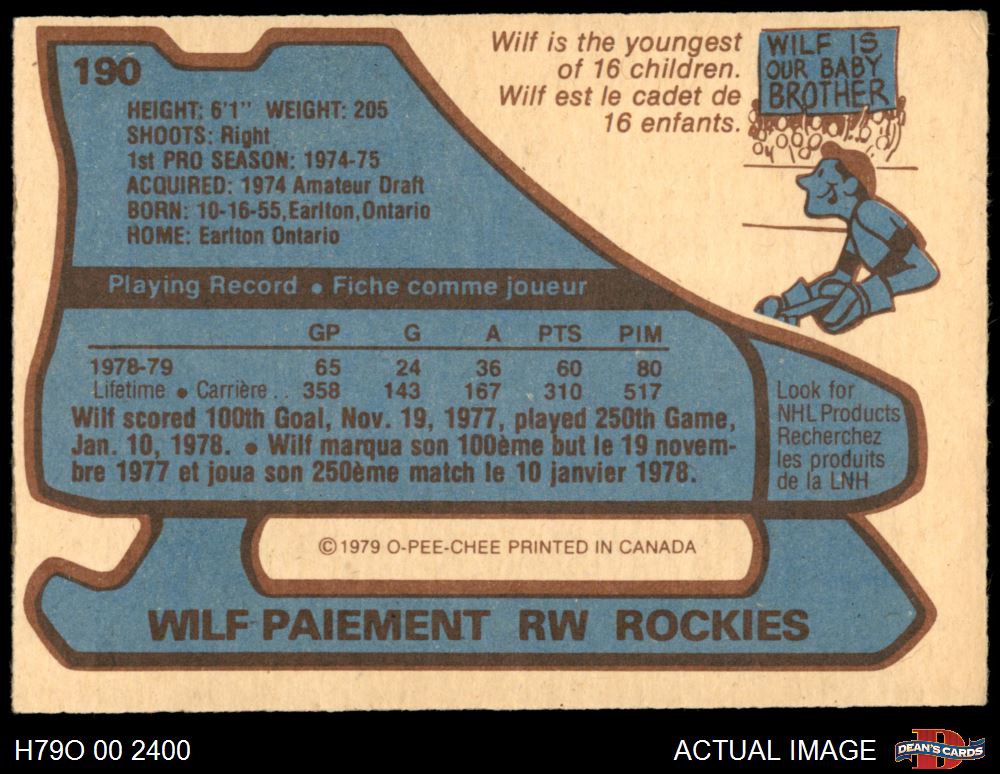 190
HEIGHT: 6'1" WEIGHT: 205
SHOOTS: Right
1st PRO SEASON: 1974-75
ACQUIRED: 1974 Amateur Draft
BORN: 10-16-55, Earlton, Ontario
HOME: Earlton Ontario
Wilf is the youngest
of 16 children.
Wilf est le cadet de
16 enfants.
WILF IS
OUR BABY
BROTHER
Playing Record • Fiche comme joueur
GP G A PTS PIM
1978-79 65 24 36 60 80
Lifetime • Carrière . . 358 143 167 310 517
Wilf scored 100th Goal, Nov. 19, 1977, played 250th Game,
Jan. 10, 1978. • Wilf marqua son 100ème but le 19 novem-
bre 1977 et joua son 250ème match le 10 janvier 1978.
Look for
NHL Products
Recherchez
les produits
de la LNH
©1979 O-PEE-CHEE PRINTED IN CANADA
WILF PAIEMENT RW ROCKIES
H79O 00 2400
ACTUAL IMAGE
D
DEAN'S CARDS